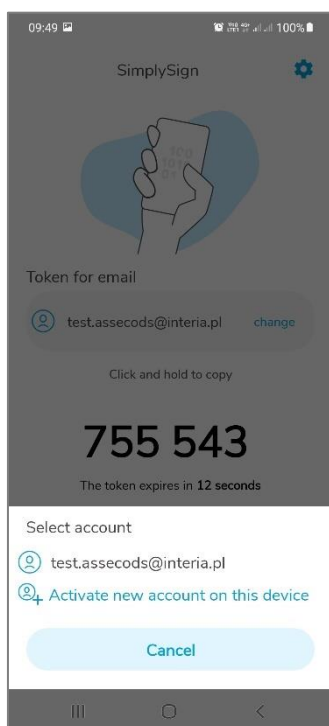 09:49 100%
SimplySign
Token for email
test.assecods@interia.pl change
Click and hold to copy
755 543
The token expires in 12 seconds
Select account
test.assecods@interia.pl
Activate new account on this device
Cancel